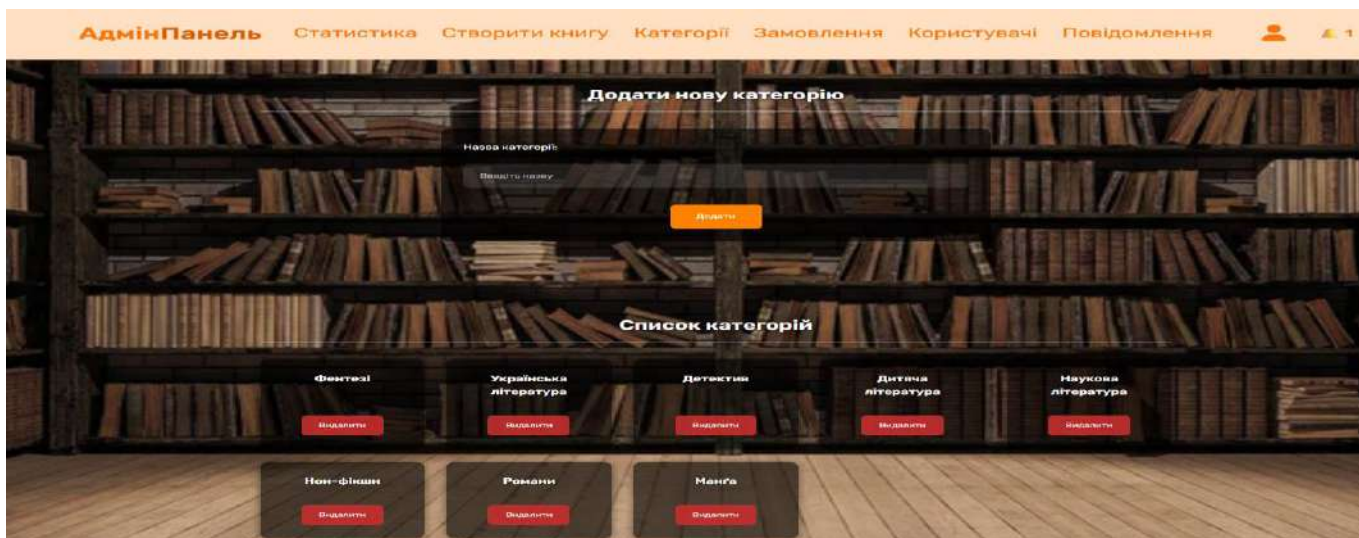 АдмінПанель Статистика Створити книгу Категорії Замовлення Користувачі Повідомлення 1
Додати нову категорію
Назва категорії:
Введіть назву
Додати
Список категорій
Фентезі
Українська
література
Детектив
Дитяча
література
Наукова
література
Видалити Видалити Видалити Видалити Видалити
Нон-фікшн Романи Манґа
Видалити Видалити Видалити